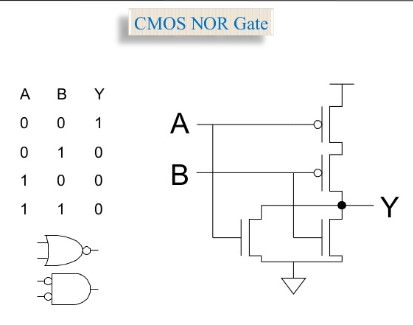 CMOS NOR Gate
A B Y
0 0 1
0 1 0
1 0 0
1 1 0
A
B
Y